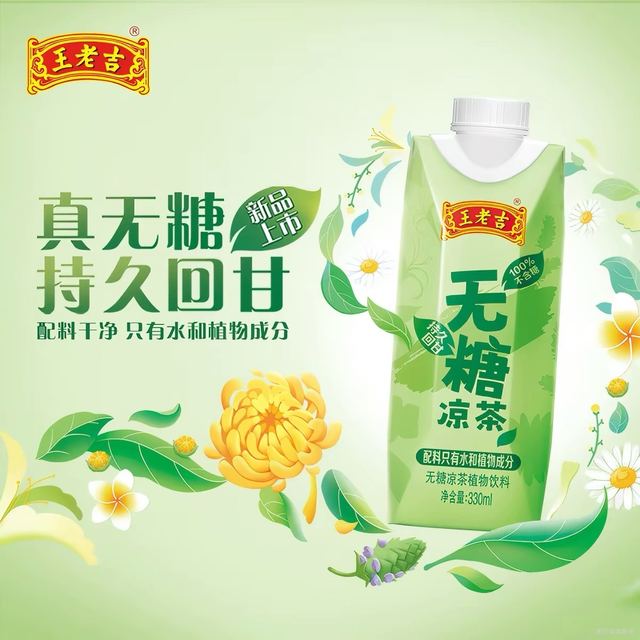 王老吉®
真无糖
新品
上市
持久回甘
配料干净 只有水和植物成分
王老吉®
100%
不含糖
无糖
凉茶
持久
回甘
配料只有水和植物成分
无糖凉茶植物饮料
净含量:330ml